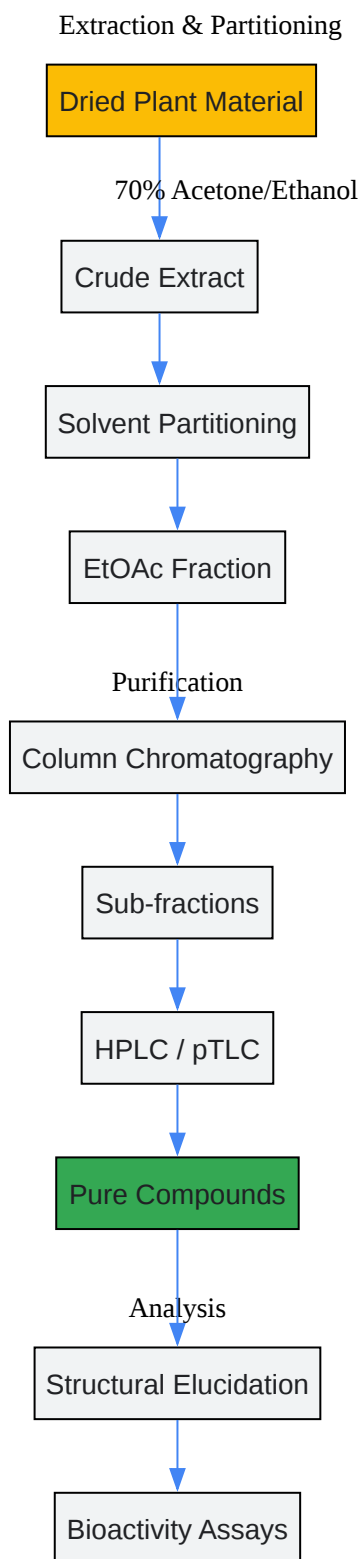 Extraction & Partitioning
Dried Plant Material
70% Acetone/Ethanol
Crude Extract
Solvent Partitioning
EtOAc Fraction
Purification
Column Chromatography
Sub-fractions
HPLC / pTLC
Pure Compounds
Analysis
Structural Elucidation
Bioactivity Assays